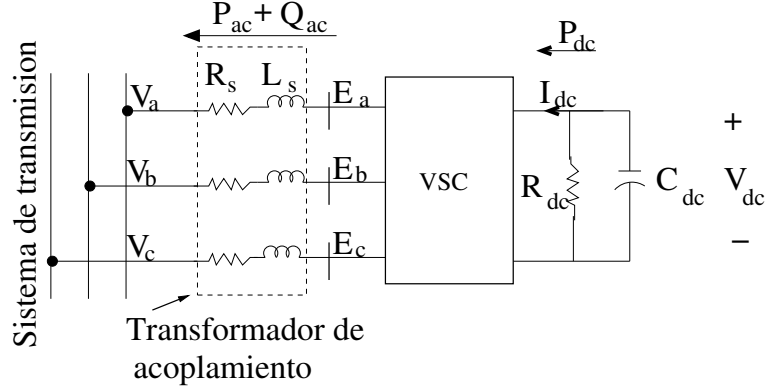 P_ac + Q_ac
P_dc
R_s L_s
V_a
E_a
I_dc
+
V_b
E_b
VSC
R_dc
C_dc
V_dc
V_c
E_c
−
Sistema de transmision
Transformador de
acoplamiento